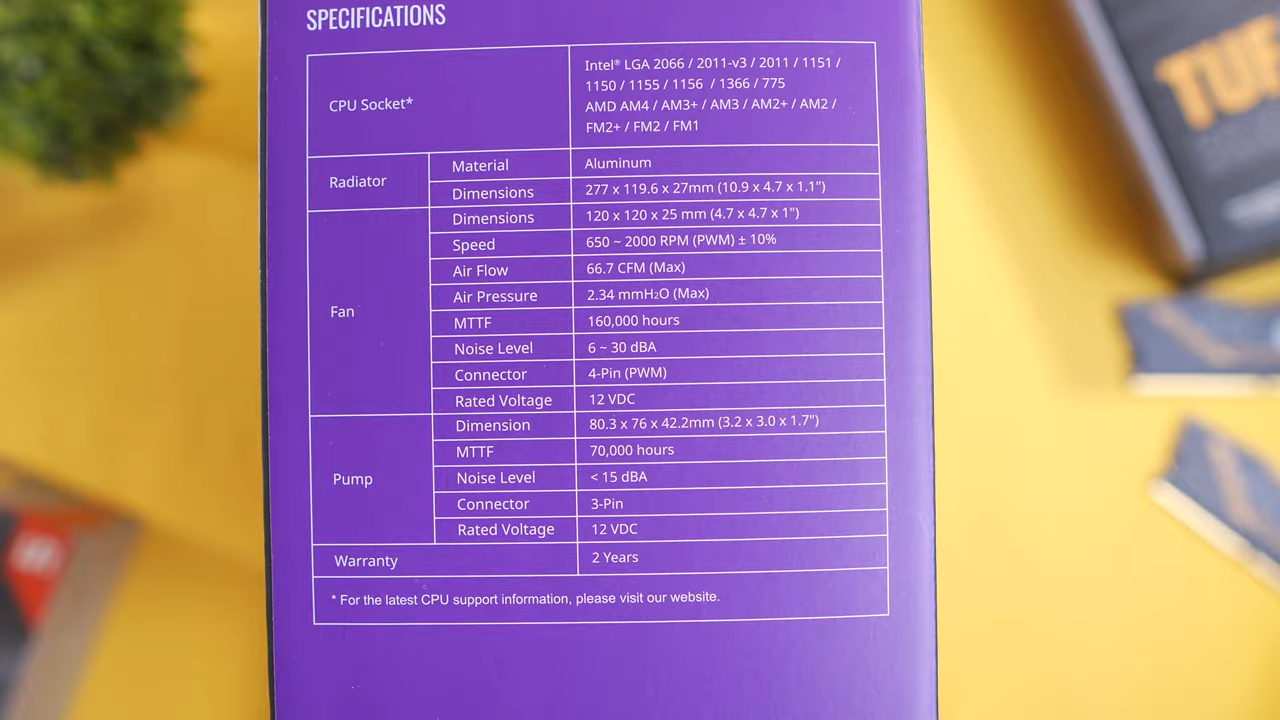 SPECIFICATIONS
CPU Socket*
Intel® LGA 2066 / 2011-v3 / 2011 / 1151 /
1150 / 1155 / 1156 / 1366 / 775
AMD AM4 / AM3+ / AM3 / AM2+ / AM2 /
FM2+ / FM2 / FM1
Radiator
Material Aluminum
Dimensions 277 x 119.6 x 27mm (10.9 x 4.7 x 1.1")
Fan
Dimensions 120 x 120 x 25 mm (4.7 x 4.7 x 1")
Speed 650 ~ 2000 RPM (PWM) ± 10%
Air Flow 66.7 CFM (Max)
Air Pressure 2.34 mmH₂O (Max)
MTTF 160,000 hours
Noise Level 6 ~ 30 dBA
Connector 4-Pin (PWM)
Rated Voltage 12 VDC
Pump
Dimension 80.3 x 76 x 42.2mm (3.2 x 3.0 x 1.7")
MTTF 70,000 hours
Noise Level < 15 dBA
Connector 3-Pin
Rated Voltage 12 VDC
Warranty 2 Years
* For the latest CPU support information, please visit our website.